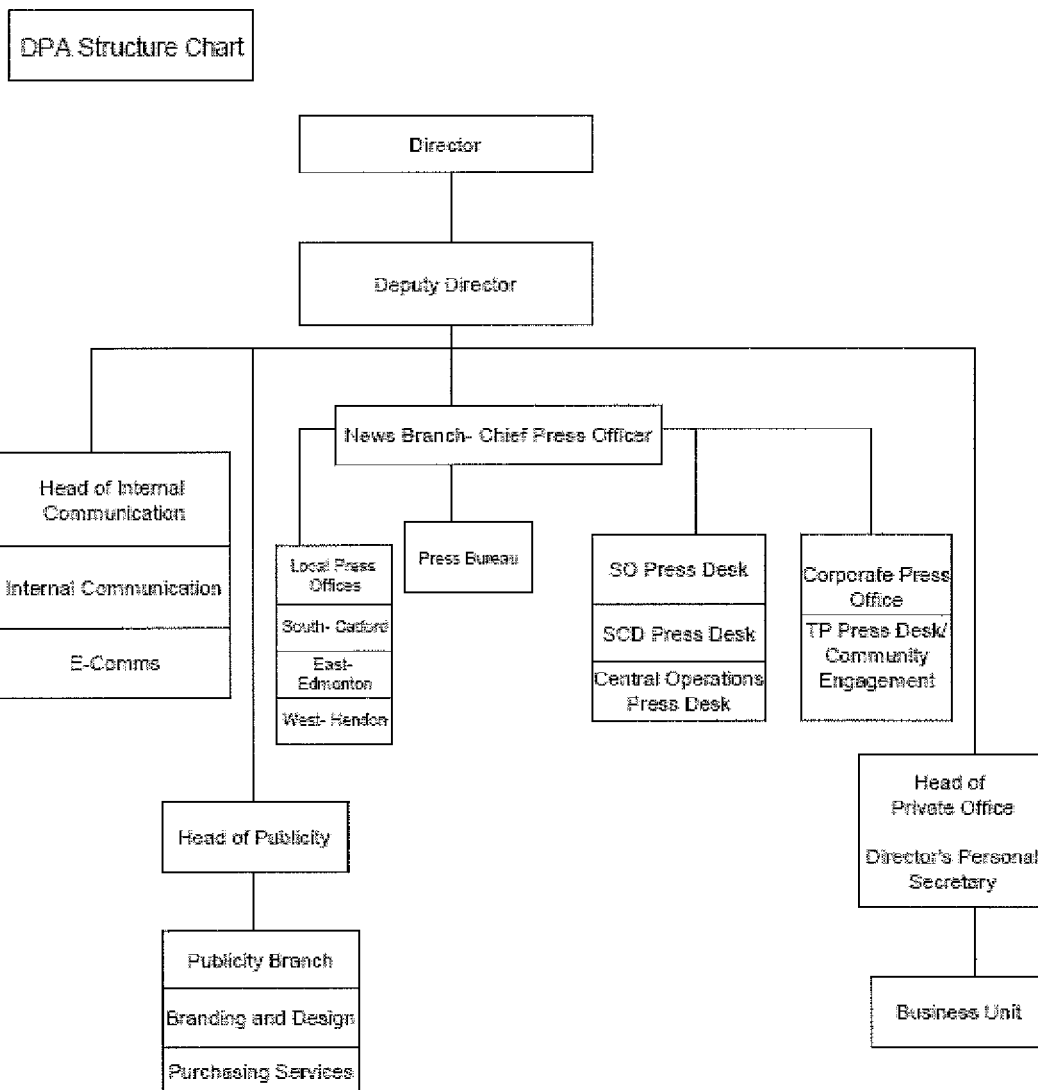 DPA Structure Chart
Director
Deputy Director
News Branch- Chief Press Officer
Head of Internal
Communication
Internal Communication
E-Comms
Local Press
Offices
South- Catford
East-
Edmonton
West- Hendon
Press Bureau
SO Press Desk
SCD Press Desk
Central Operations
Press Desk
Corporate Press
Office
TP Press Desk/
Community
Engagement
Head of Publicity
Publicity Branch
Branding and Design
Purchasing Services
Head of
Private Office
Director's Personal
Secretary
Business Unit